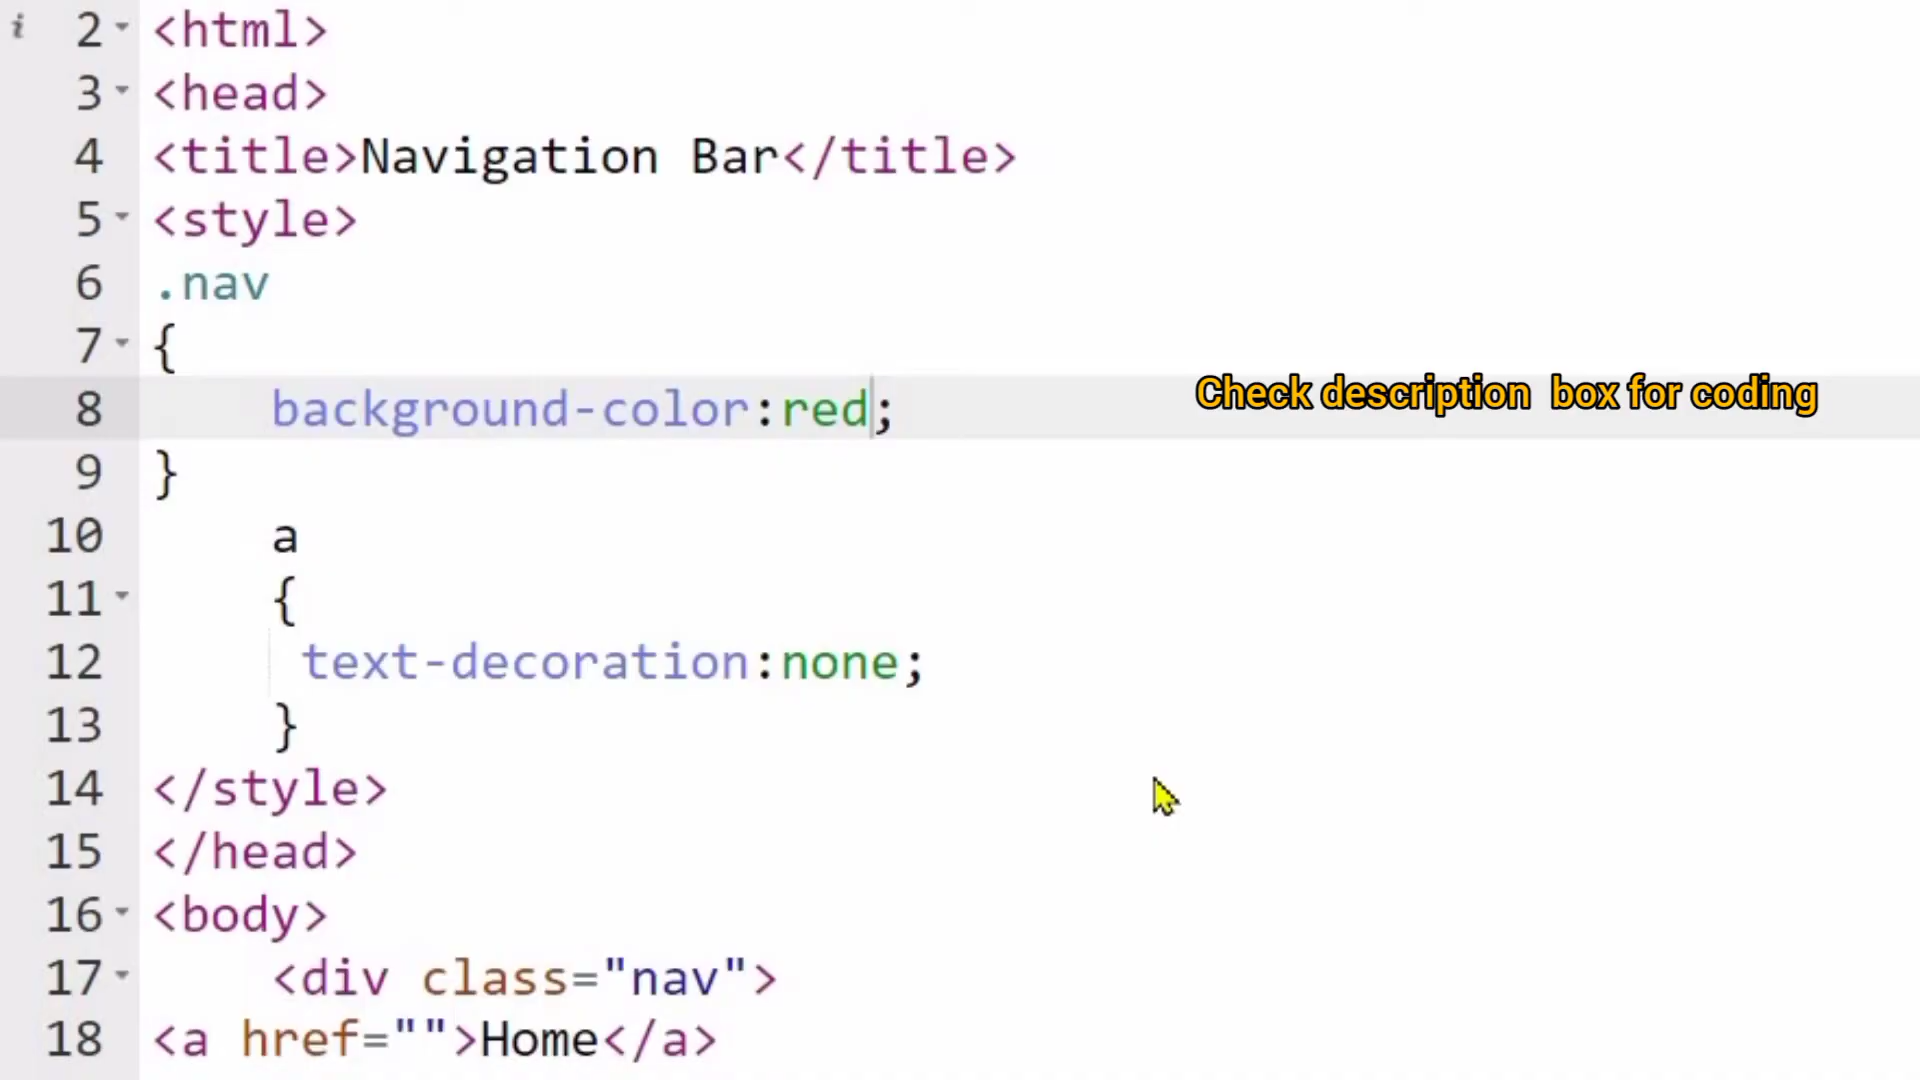 i 2 <html>
3 <head>
4 <title>Navigation Bar</title>
5 <style>
6 .nav
7 {
8 background-color:red;
Check description box for coding
9 }
10 a
11 {
12 text-decoration:none;
13 }
14 </style>
15 </head>
16 <body>
17 <div class="nav">
18 <a href="">Home</a>